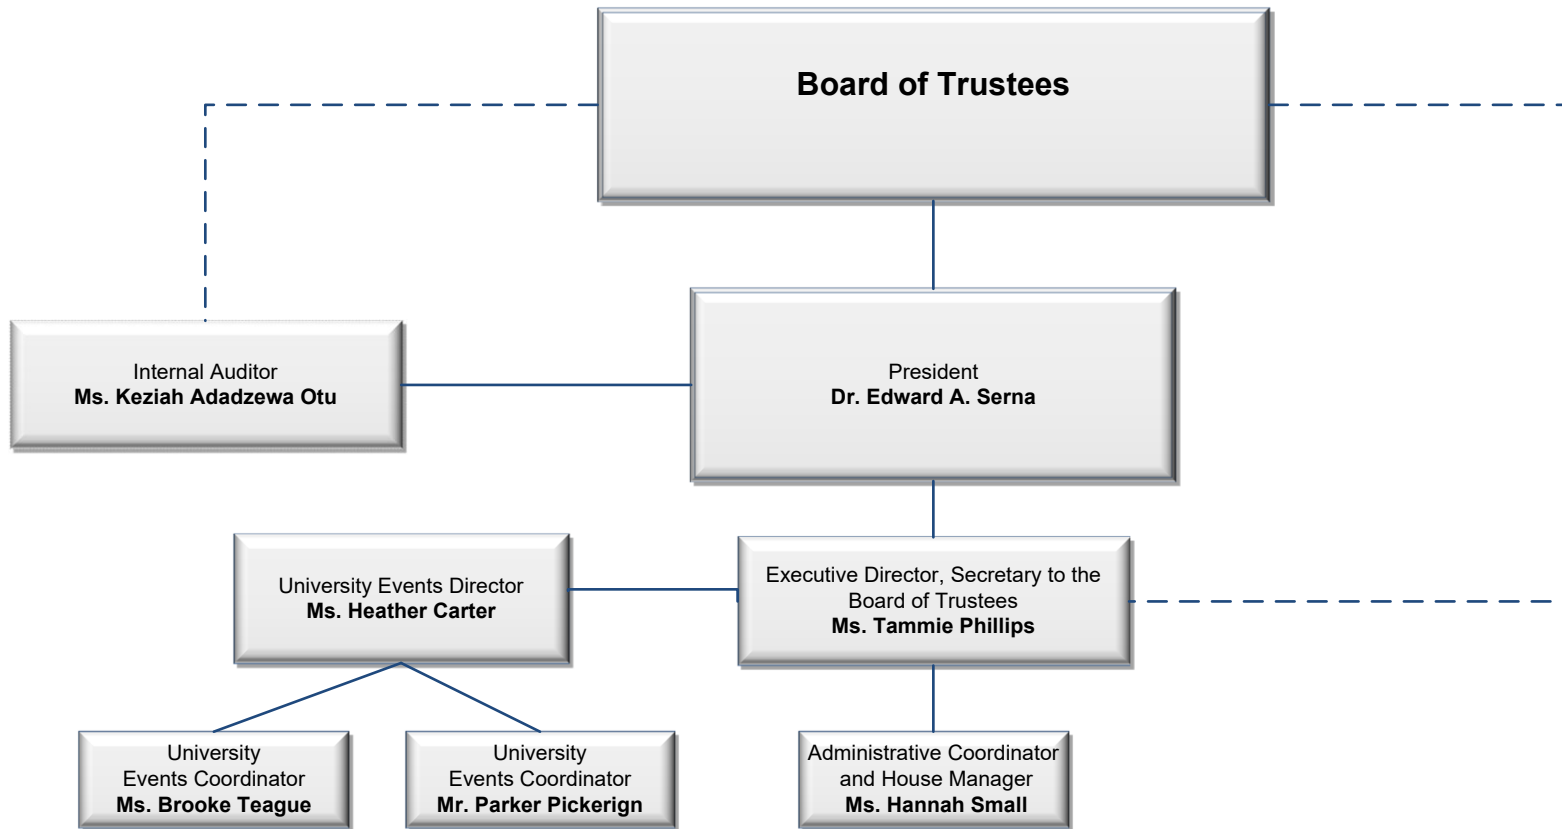 Board of Trustees
Internal Auditor
Ms. Keziah Adadzewa Otu
President
Dr. Edward A. Serna
University Events Director
Ms. Heather Carter
Executive Director, Secretary to the
Board of Trustees
Ms. Tammie Phillips
University
Events Coordinator
Ms. Brooke Teague
University
Events Coordinator
Mr. Parker Pickerign
Administrative Coordinator
and House Manager
Ms. Hannah Small